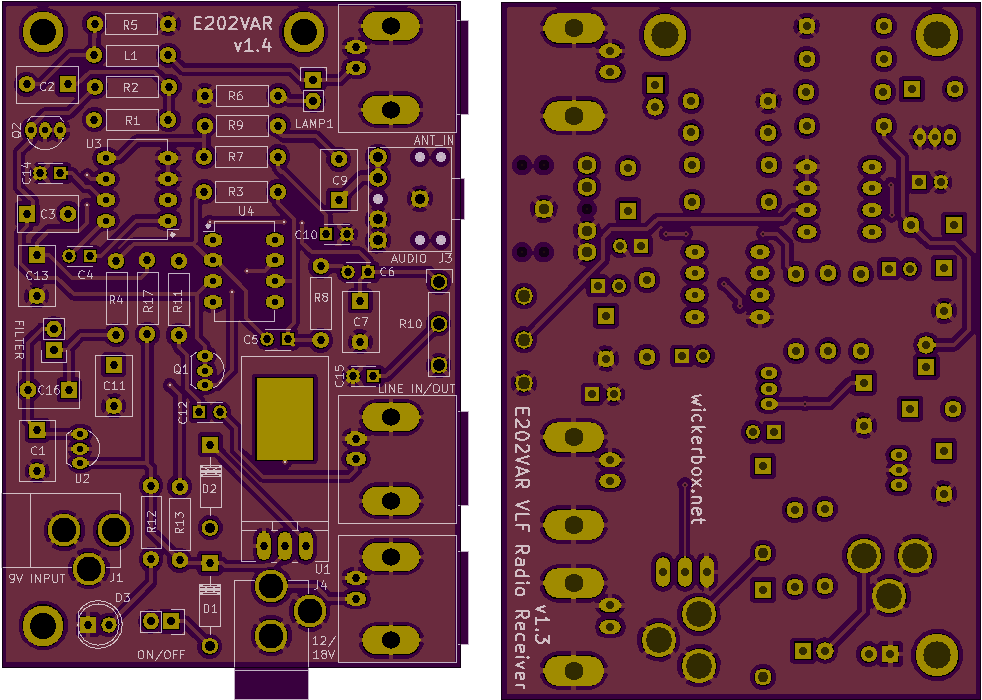 R5
E202VAR
v1.4
L1
C2
R2
R6
LAMP1
R1
Q2
R9
ANT_IN
U3
R7
C14
C9
R3
C3
U4
C10
AUDIO
J3
C13
C4
C6
R4
R17
R11
R8
C7
R10
FILTER
C5
Q1
C15
C11
LINE IN/OUT
C16
C12
C1
U2
D2
R12
R13
9V INPUT
J1
U1
J4
D3
D1
12/
18V
ON/OFF
wickerbox.net
E202VAR VLF Radio Receiver
v1.3